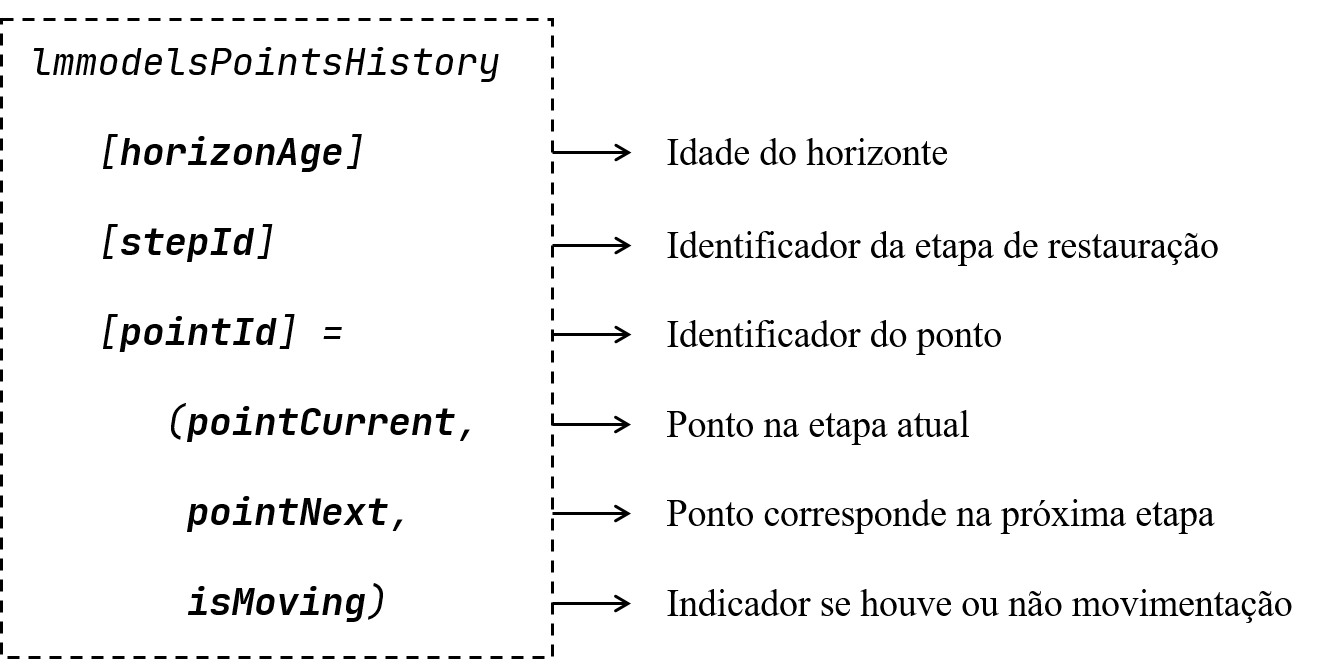 lmmodelsPointsHistory
[horizonAge] Idade do horizonte
[stepId] Identificador da etapa de restauração
[pointId] = Identificador do ponto
(pointCurrent, Ponto na etapa atual
pointNext, Ponto corresponde na próxima etapa
isMoving) Indicador se houve ou não movimentação